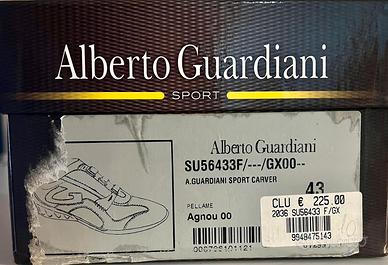 Alberto Guardiani
SPORT
Alberto Guardiani
SU56433F/---/GX00--
A.GUARDIANI SPORT CARVER
43
PELLAME
Agnou 00
CLU € 225.00
2036 SU56433 F/GX
9948475143